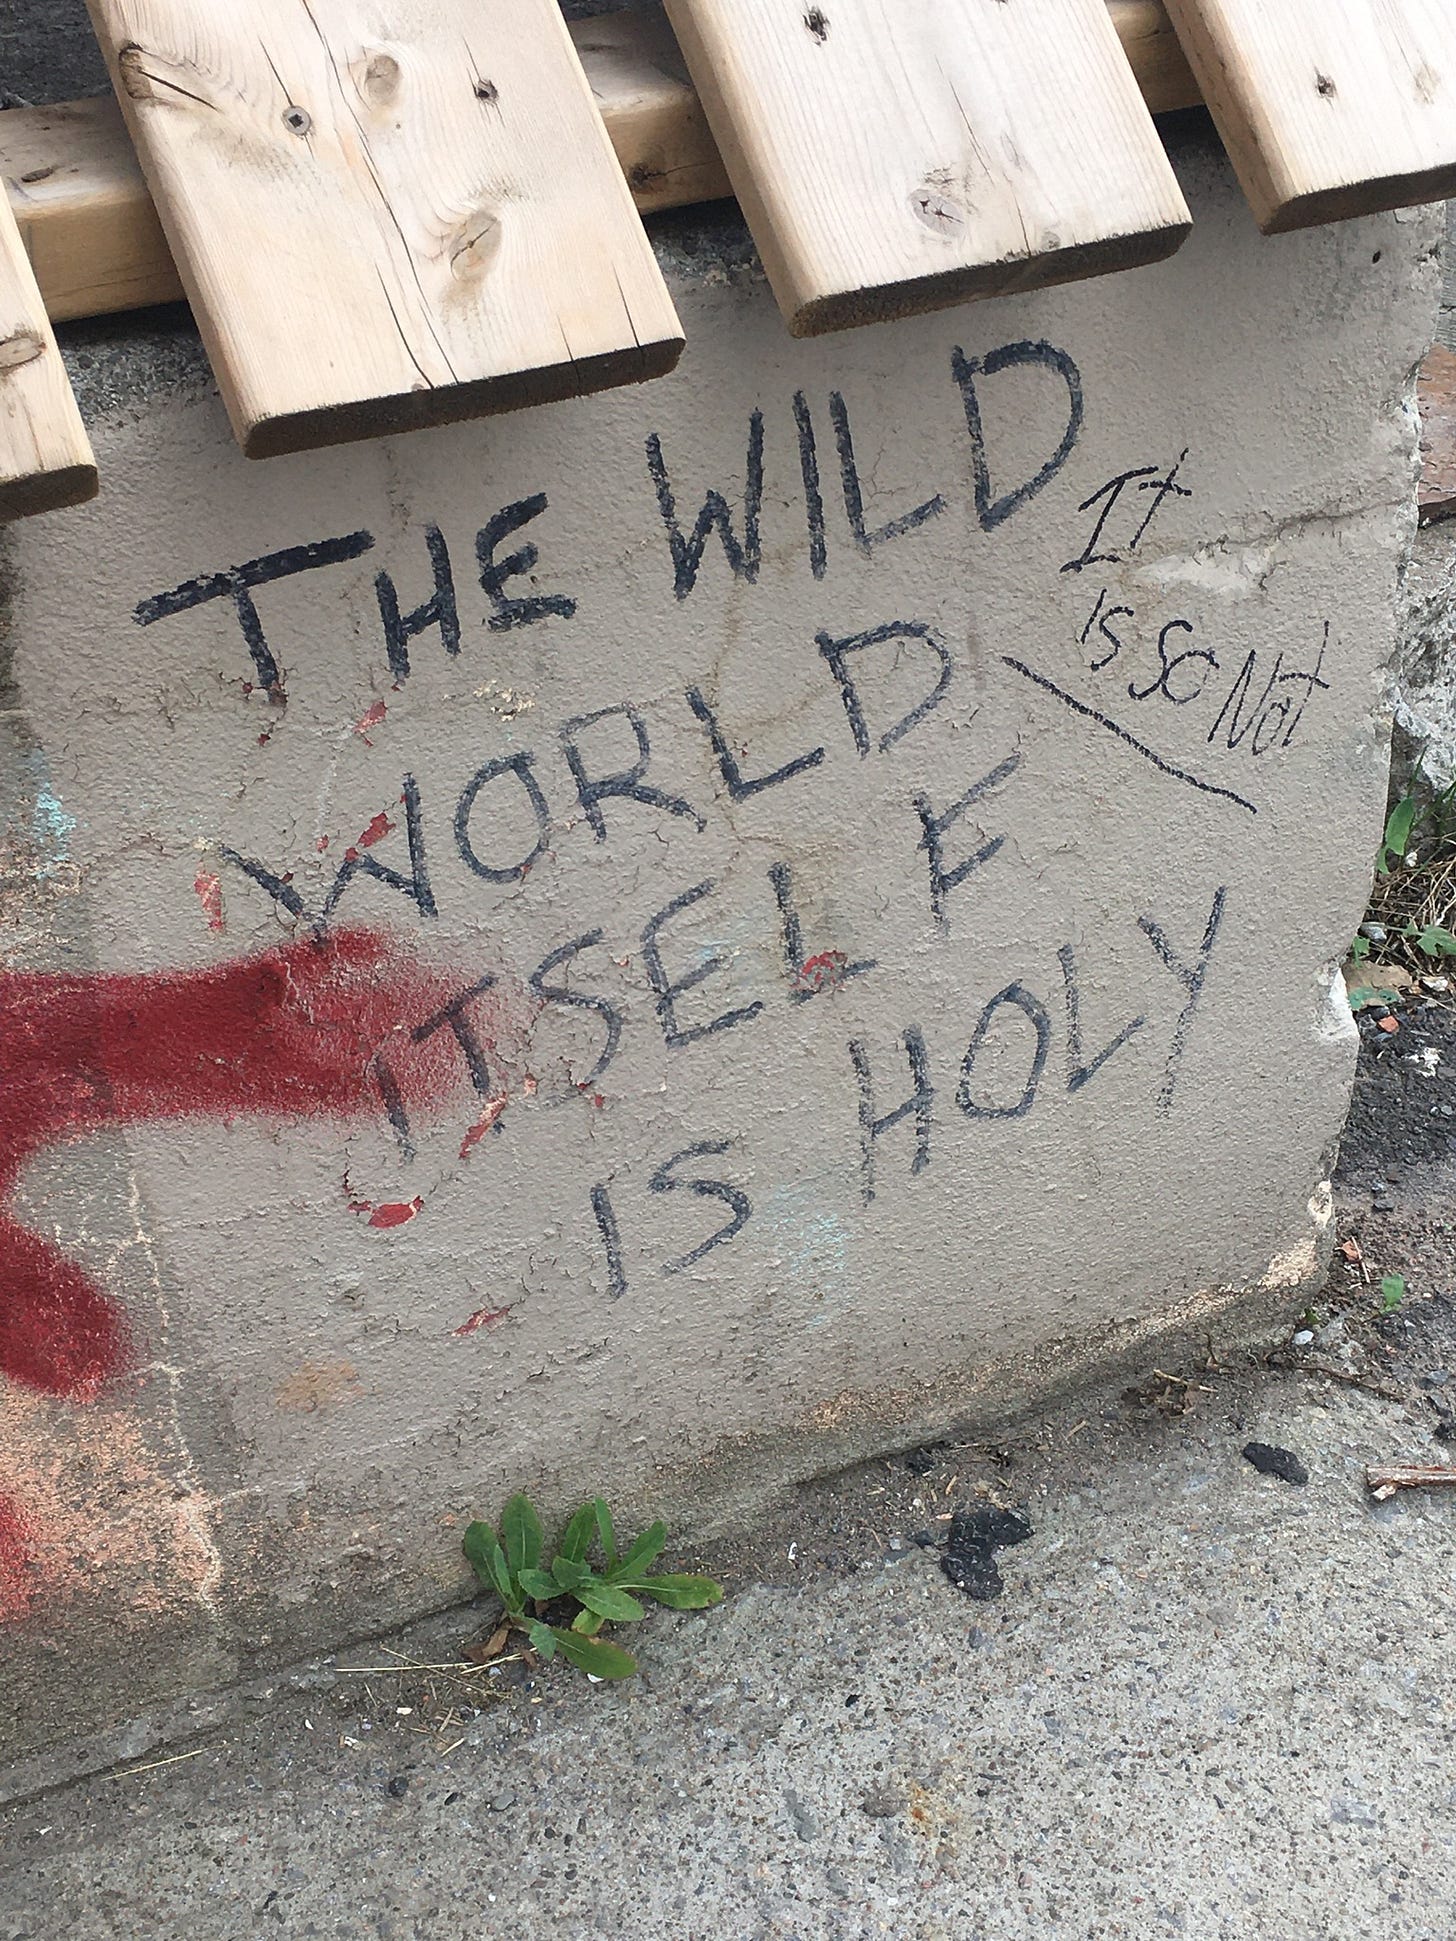 THE WILD
WORLD
ITSELF
IS HOLY
It
is so Not